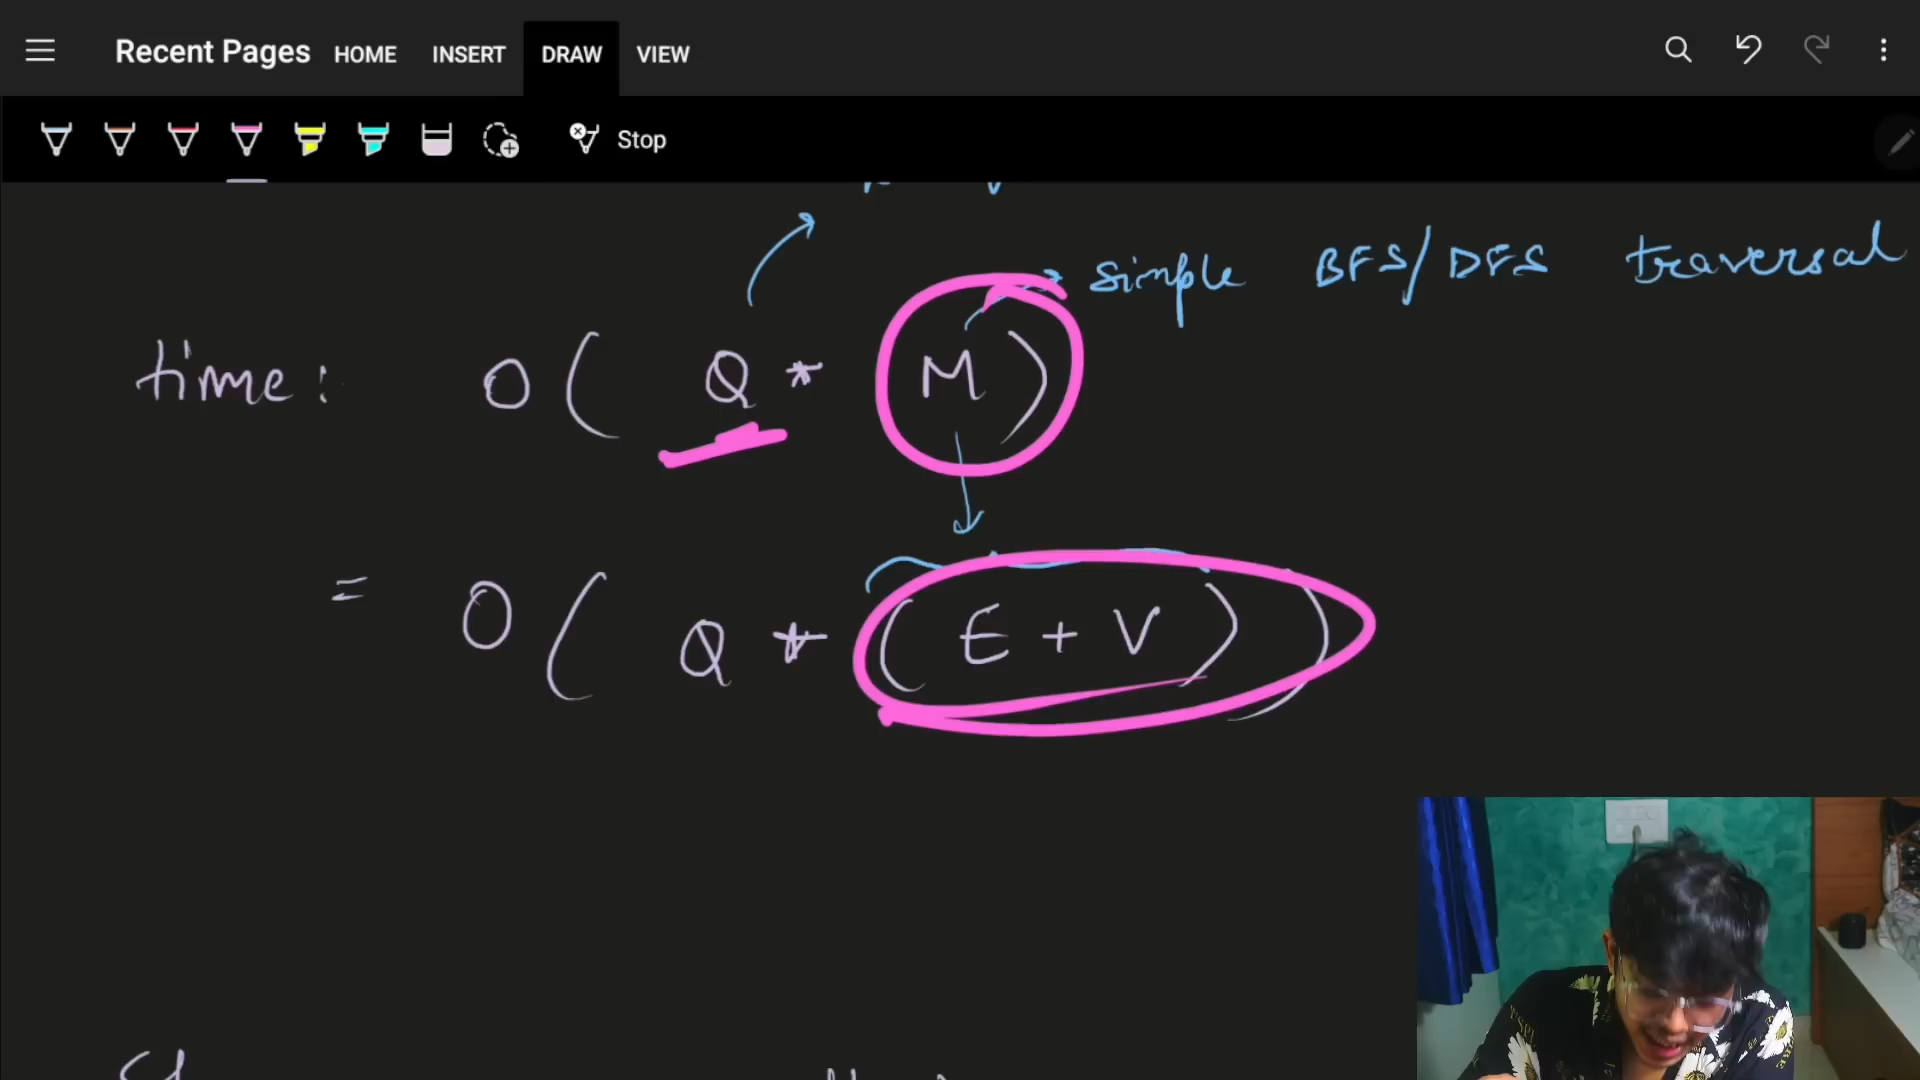 Recent Pages HOME INSERT DRAW VIEW
Stop
simple BFS/DFS traversal
time: O( Q * M )
= O( Q * ( E + V ) )